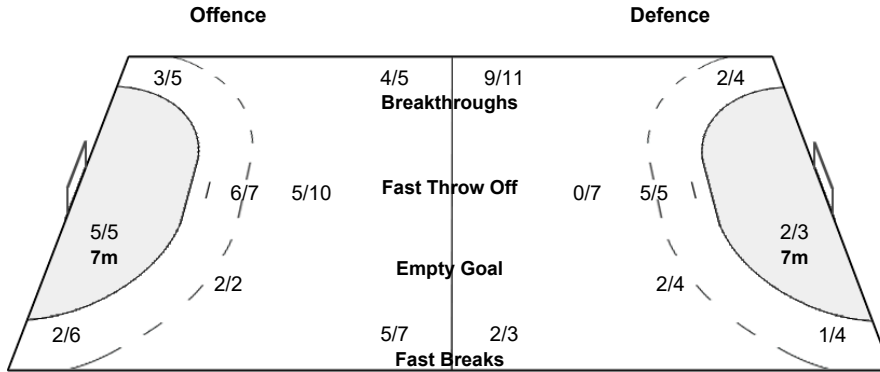 Offence Defence
3/5 4/5 9/11 2/4
Breakthroughs
6/7 5/10 Fast Throw Off 0/7 5/5
5/5 2/3
7m 7m
Empty Goal
2/2 2/4
2/6 5/7 2/3 1/4
Fast Breaks